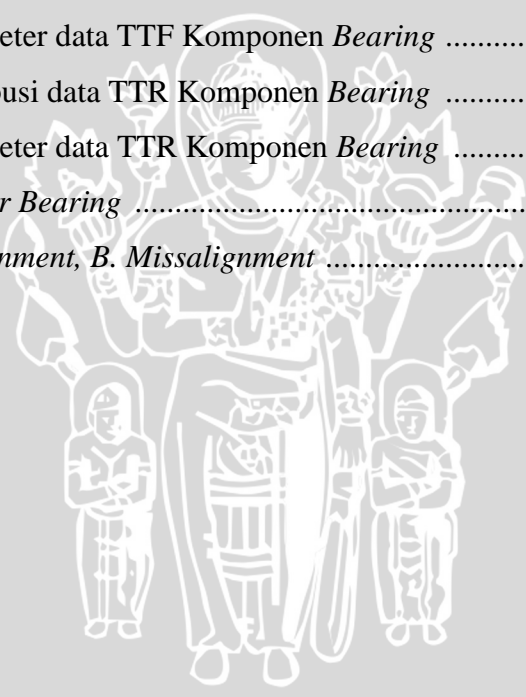 eter data TTF Komponen Bearing ..........
busi data TTR Komponen Bearing ..........
eter data TTR Komponen Bearing .........
r Bearing .................................................
nment, B. Missalignment .........................